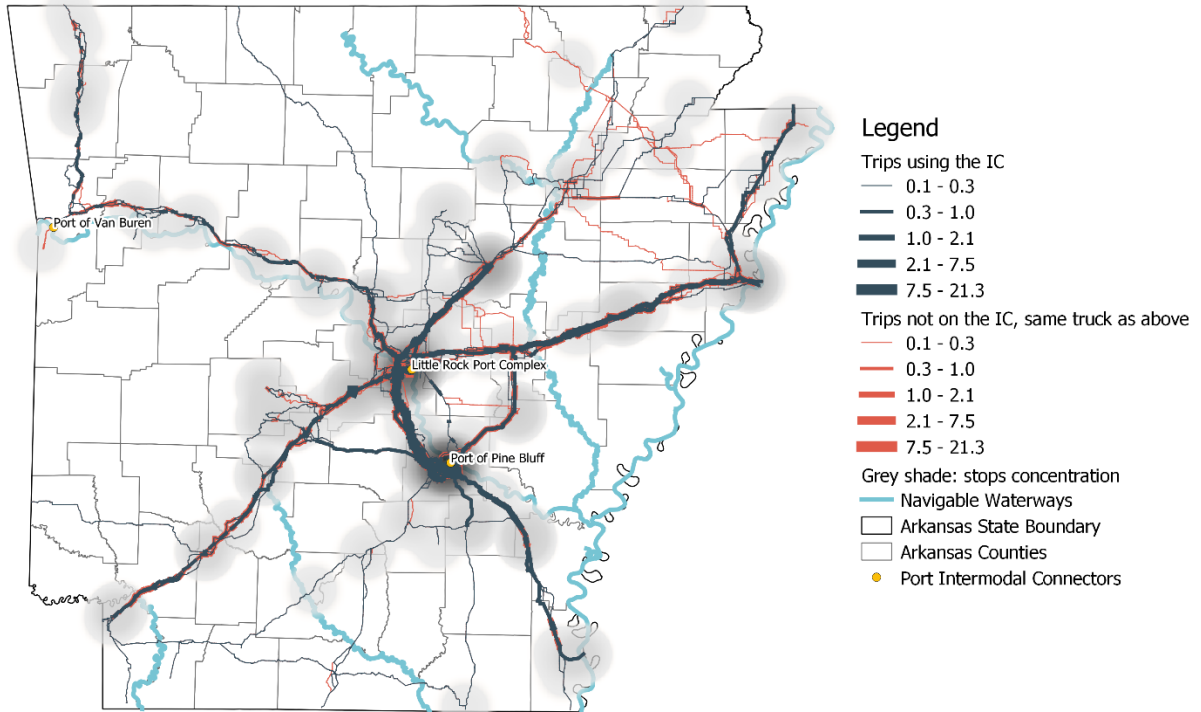 Port of Van Buren
Little Rock Port Complex
Port of Pine Bluff
Legend
Trips using the IC
0.1 - 0.3
0.3 - 1.0
1.0 - 2.1
2.1 - 7.5
7.5 - 21.3
Trips not on the IC, same truck as above
0.1 - 0.3
0.3 - 1.0
1.0 - 2.1
2.1 - 7.5
7.5 - 21.3
Grey shade: stops concentration
Navigable Waterways
Arkansas State Boundary
Arkansas Counties
Port Intermodal Connectors